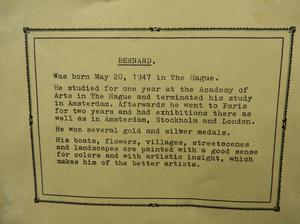 BERNARD.
Was born May 20, 1947 in The Hague.
He studied for one year at the Academy of
Arts in The Hague and terminated his study
in Amsterdam. Afterwards he went to Paris
for two years and had exhibitions there as
well as in Amsterdam, Stockholm and London.
He won several gold and silver medals.
His boats, flowers, villages, streetscenes
and landscapes are painted with a good sense
for colors and with artistic insight, which
makes him of the better artists.